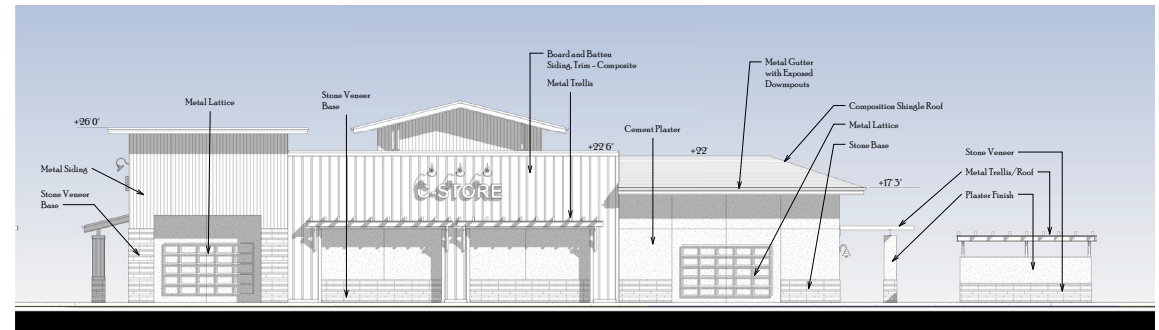 Board and Batten
Siding, Trim - Composite
Metal Trellis
Metal Gutter
with Exposed
Downspouts
Metal Lattice
Stone Veneer
Base
+26'0"
Composition Shingle Roof
Metal Lattice
Cement Plaster
Stone Base
+22'6"
+22'
Stone Veneer
Metal Siding
Metal Trellis/Roof
+17'3"
Stone Veneer
Base
C-STORE
Plaster Finish